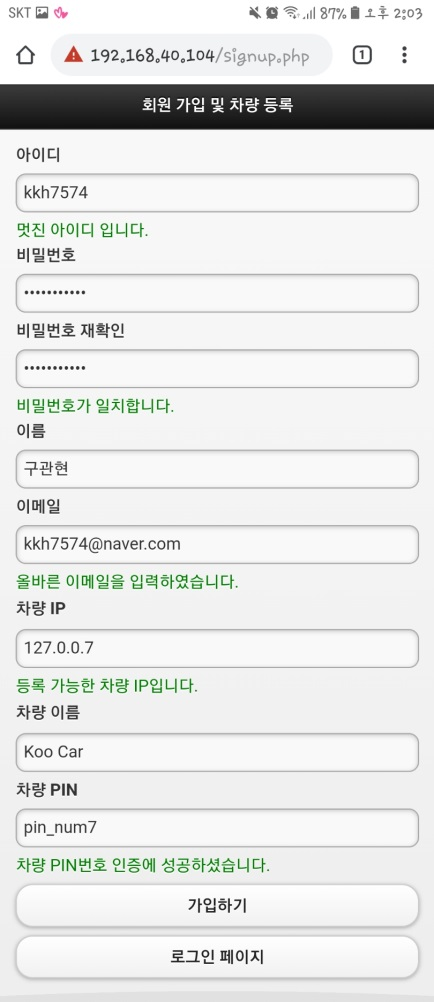 SKT 87% 오후 2:03
192.168.40.104/signup.php 1
회원 가입 및 차량 등록
아이디
kkh7574
멋진 아이디 입니다.
비밀번호
•••••••••••
비밀번호 재확인
•••••••••••
비밀번호가 일치합니다.
이름
구관현
이메일
kkh7574@naver.com
올바른 이메일을 입력하였습니다.
차량 IP
127.0.0.7
등록 가능한 차량 IP입니다.
차량 이름
Koo Car
차량 PIN
pin_num7
차량 PIN번호 인증에 성공하셨습니다.
가입하기
로그인 페이지